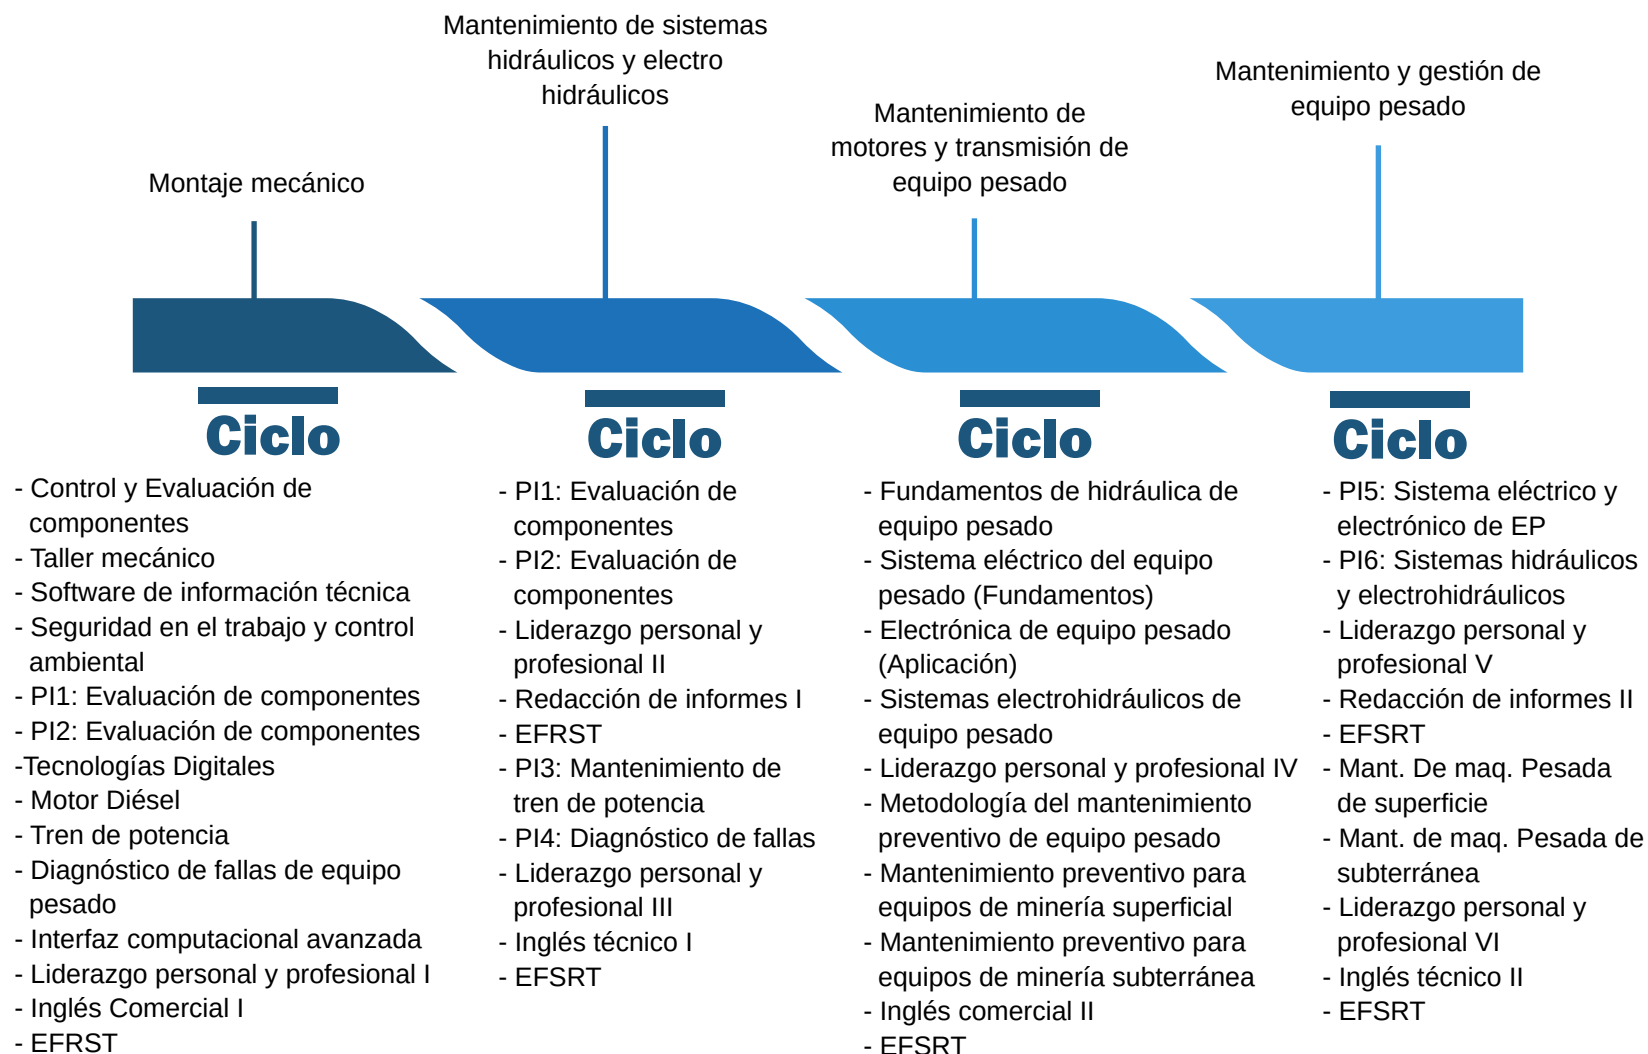 Mantenimiento de sistemas
hidráulicos y electro
hidráulicos
Mantenimiento y gestión de
equipo pesado
Mantenimiento de
motores y transmisión de
equipo pesado
Montaje mecánico
Ciclo
- Control y Evaluación de
componentes
- Taller mecánico
- Software de información técnica
- Seguridad en el trabajo y control
ambiental
- PI1: Evaluación de componentes
- PI2: Evaluación de componentes
-Tecnologías Digitales
- Motor Diésel
- Tren de potencia
- Diagnóstico de fallas de equipo
pesado
- Interfaz computacional avanzada
- Liderazgo personal y profesional I
- Inglés Comercial I
- EFRST
Ciclo
- PI1: Evaluación de
componentes
- PI2: Evaluación de
componentes
- Liderazgo personal y
profesional II
- Redacción de informes I
- EFRST
- PI3: Mantenimiento de
tren de potencia
- PI4: Diagnóstico de fallas
- Liderazgo personal y
profesional III
- Inglés técnico I
- EFSRT
Ciclo
- Fundamentos de hidráulica de
equipo pesado
- Sistema eléctrico del equipo
pesado (Fundamentos)
- Electrónica de equipo pesado
(Aplicación)
- Sistemas electrohidráulicos de
equipo pesado
- Liderazgo personal y profesional IV
- Metodología del mantenimiento
preventivo de equipo pesado
- Mantenimiento preventivo para
equipos de minería superficial
- Mantenimiento preventivo para
equipos de minería subterránea
- Inglés comercial II
- EFSRT
Ciclo
- PI5: Sistema eléctrico y
electrónico de EP
- PI6: Sistemas hidráulicos
y electrohidráulicos
- Liderazgo personal y
profesional V
- Redacción de informes II
- EFSRT
- Mant. De maq. Pesada
de superficie
- Mant. de maq. Pesada de
subterránea
- Liderazgo personal y
profesional VI
- Inglés técnico II
- EFSRT